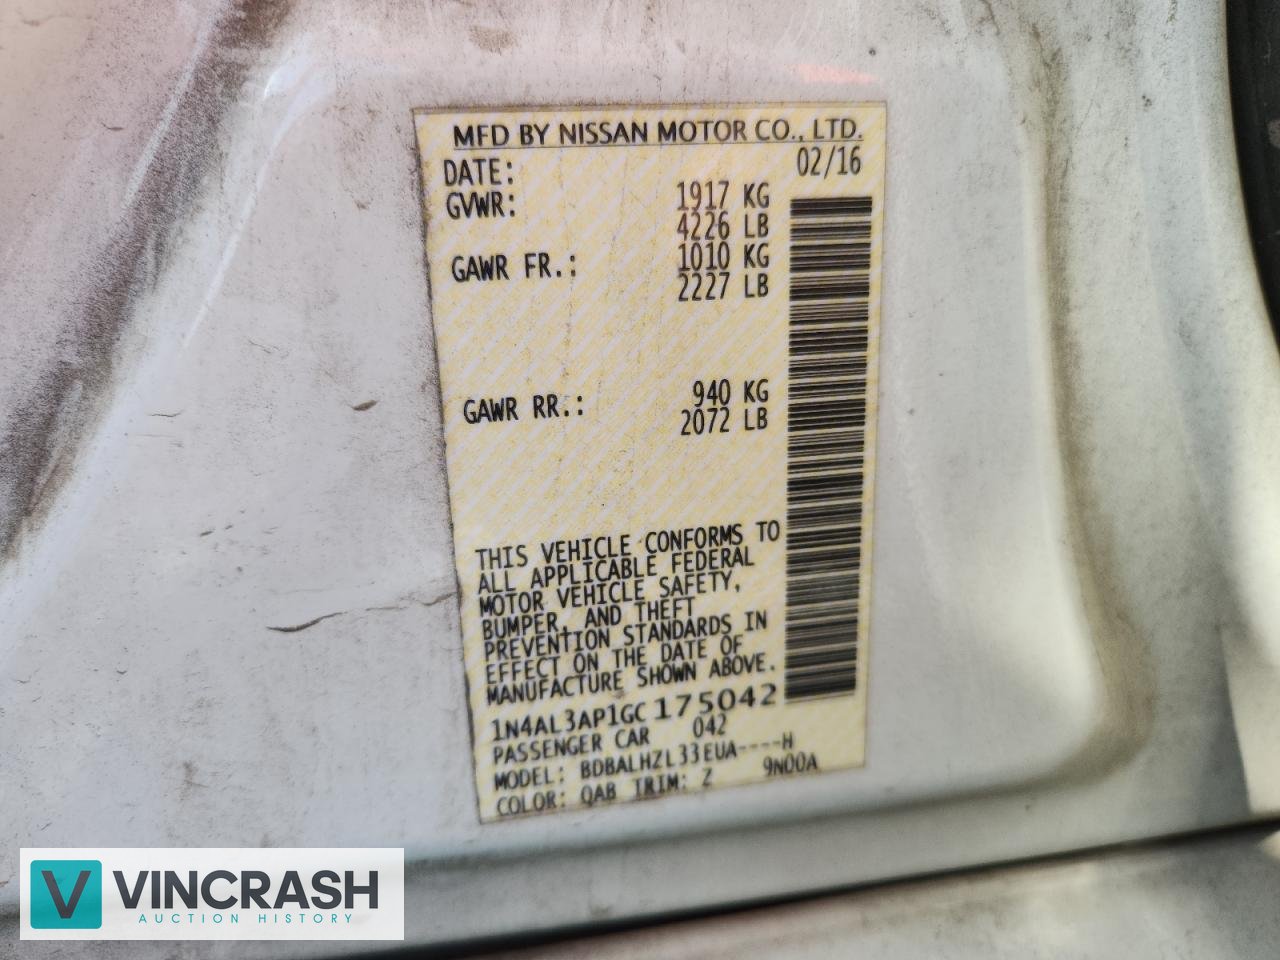 MFD BY NISSAN MOTOR CO., LTD.
DATE: 02/16
GVWR: 1917 KG
4226 LB
GAWR FR.: 1010 KG
2227 LB
GAWR RR.: 940 KG
2072 LB
THIS VEHICLE CONFORMS TO
ALL APPLICABLE FEDERAL
MOTOR VEHICLE SAFETY,
BUMPER, AND THEFT
PREVENTION STANDARDS IN
EFFECT ON THE DATE OF
MANUFACTURE SHOWN ABOVE.
1N4AL3AP1GC175042
PASSENGER CAR 042
MODEL: BDBALHZL33EUA----H
COLOR: QAB TRIM: Z 9N00A
V VINCRASH
AUCTION HISTORY